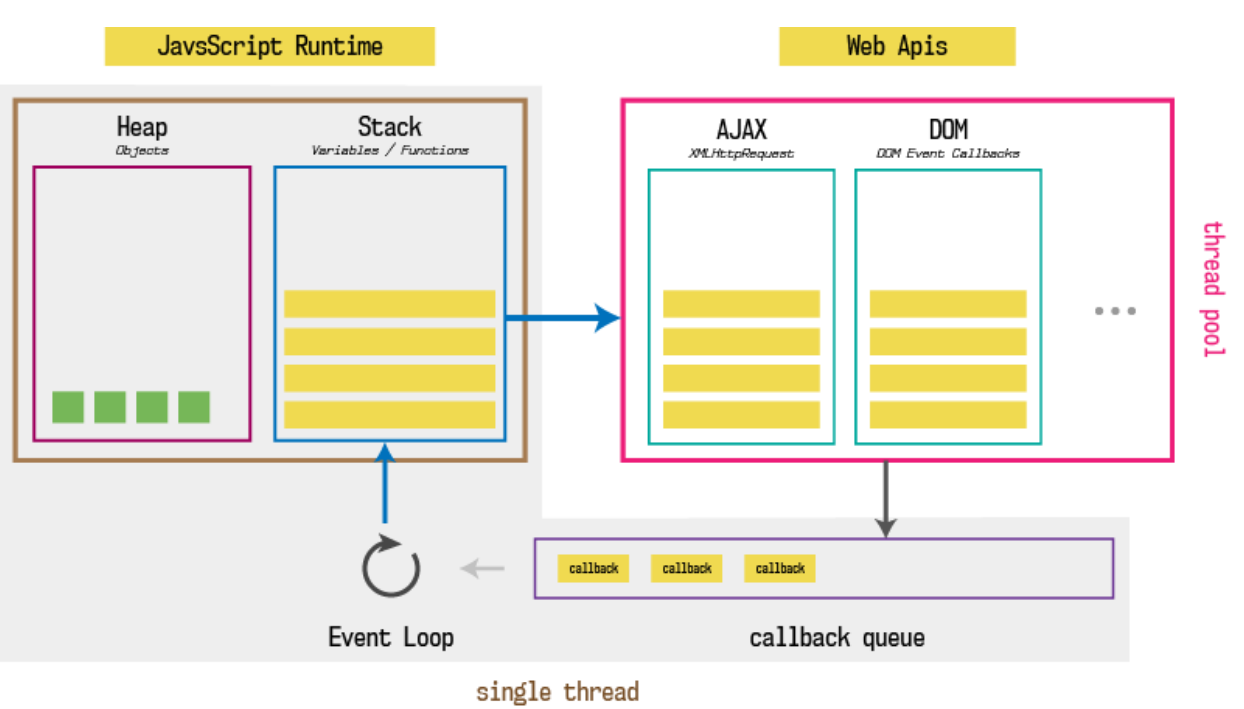 JavsScript Runtime
Web Apis
Heap
Objects
Stack
Variables / Functions
AJAX
XMLHttpRequest
DOM
DOM Event Callbacks
...
thread pool
callback
callback
callback
Event Loop
callback queue
single thread